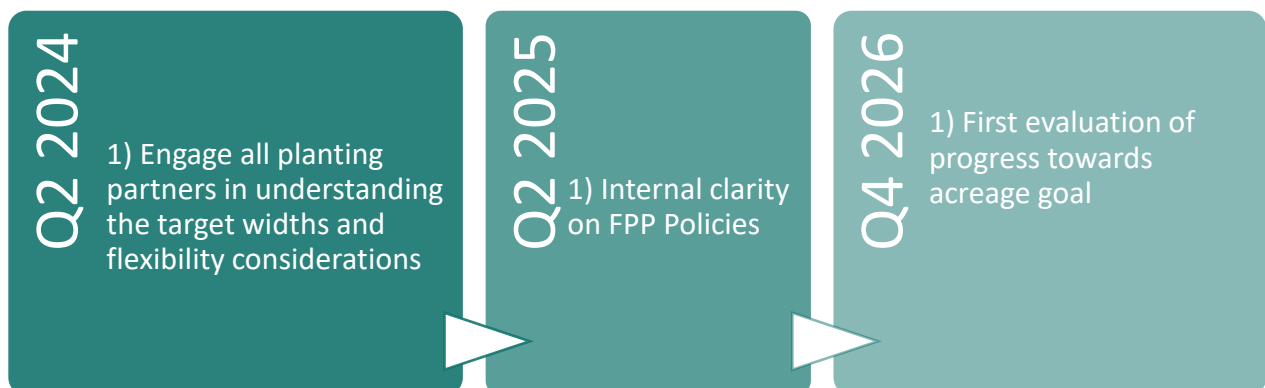 Q2 2024
1) Engage all planting
partners in understanding
the target widths and
flexibility considerations
Q2 2025
1) Internal clarity
on FPP Policies
Q4 2026
1) First evaluation of
progress towards
acreage goal